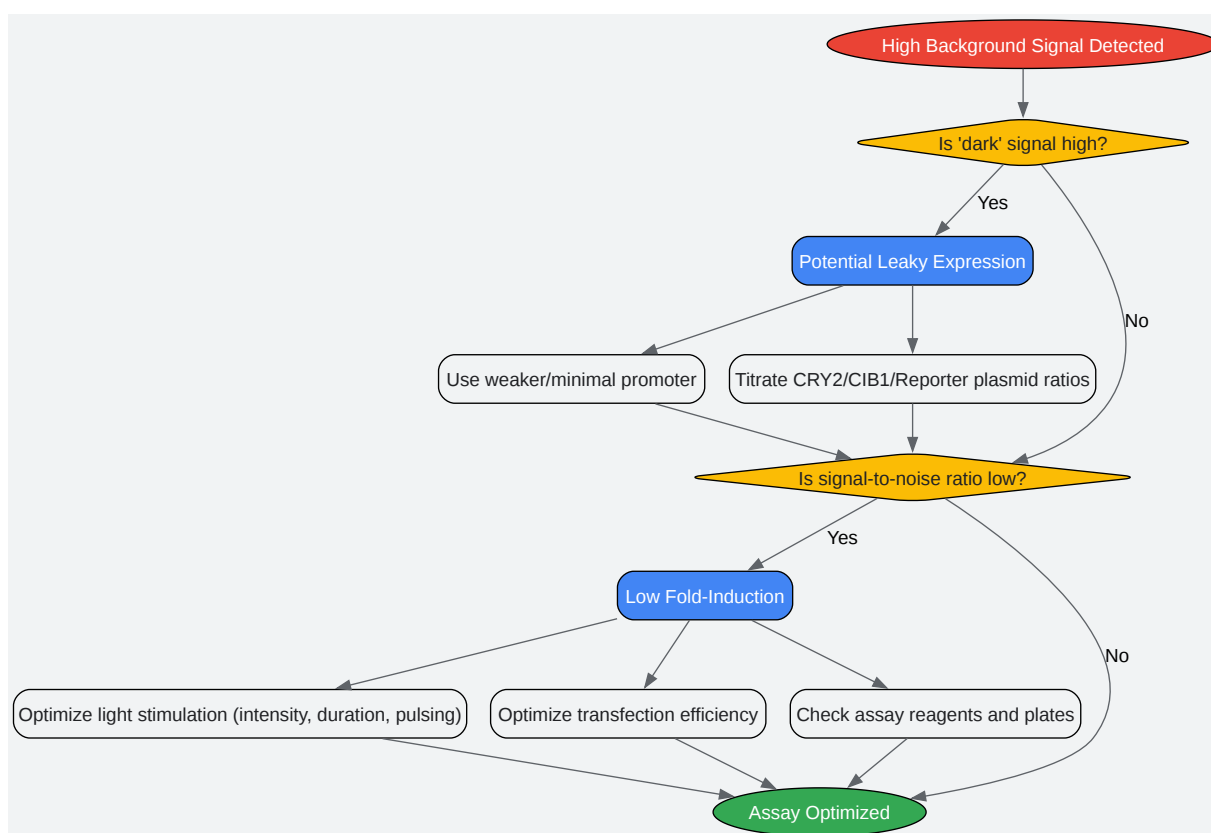 High Background Signal Detected
Is 'dark' signal high?
Yes
Potential Leaky Expression
No
Use weaker/minimal promoter
Titrate CRY2/CIB1/Reporter plasmid ratios
Is signal-to-noise ratio low?
Yes
Low Fold-Induction
No
Optimize light stimulation (intensity, duration, pulsing)
Optimize transfection efficiency
Check assay reagents and plates
Assay Optimized